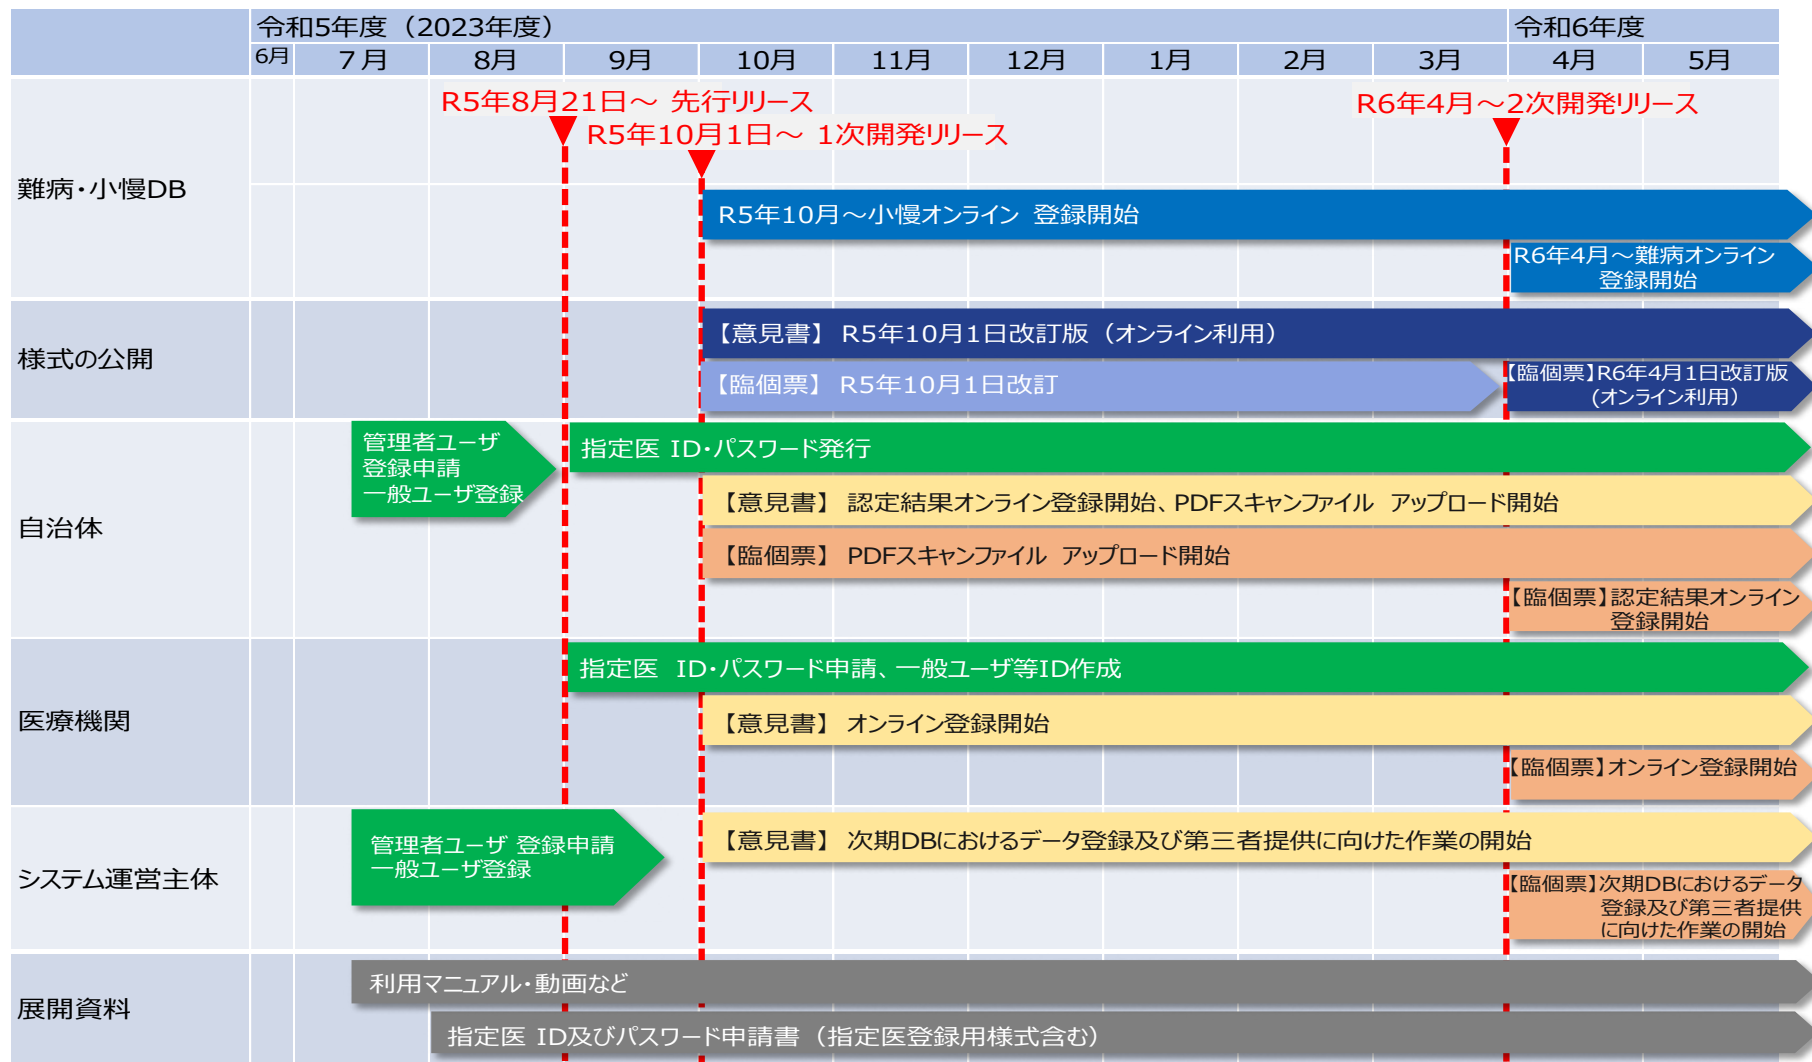 令和5年度（2023年度）
令和6年度
6月 7月 8月 9月 10月 11月 12月 1月 2月 3月 4月 5月
R5年8月21日～ 先行リリース
R5年10月1日～ 1次開発リリース
R6年4月～2次開発リリース
難病・小慢DB
R5年10月～小慢オンライン 登録開始
R6年4月～難病オンライン
登録開始
様式の公開
【意見書】 R5年10月1日改訂版（オンライン利用）
【臨個票】 R5年10月1日改訂
【臨個票】R6年4月1日改訂版
(オンライン利用）
自治体
管理者ユーザ
登録申請
一般ユーザ登録
指定医 ID・パスワード発行
【意見書】 認定結果オンライン登録開始、PDFスキャンファイル アップロード開始
【臨個票】 PDFスキャンファイル アップロード開始
【臨個票】認定結果オンライン
登録開始
医療機関
指定医 ID・パスワード申請、一般ユーザ等ID作成
【意見書】 オンライン登録開始
【臨個票】オンライン登録開始
システム運営主体
管理者ユーザ 登録申請
一般ユーザ登録
【意見書】 次期DBにおけるデータ登録及び第三者提供に向けた作業の開始
【臨個票】次期DBにおけるデータ
登録及び第三者提供
に向けた作業の開始
展開資料
利用マニュアル・動画など
指定医 ID及びパスワード申請書（指定医登録用様式含む）